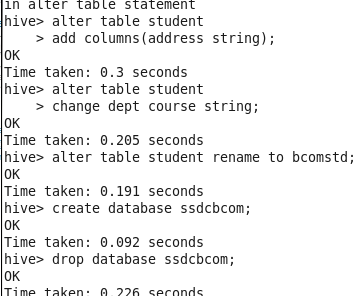 in alter table statement
hive> alter table student
    > add columns(address string);
OK
Time taken: 0.3 seconds
hive> alter table student
    > change dept course string;
OK
Time taken: 0.205 seconds
hive> alter table student rename to bcomstd;
OK
Time taken: 0.191 seconds
hive> create database ssdcbcom;
OK
Time taken: 0.092 seconds
hive> drop database ssdcbcom;
OK
Time taken: 0.226 seconds